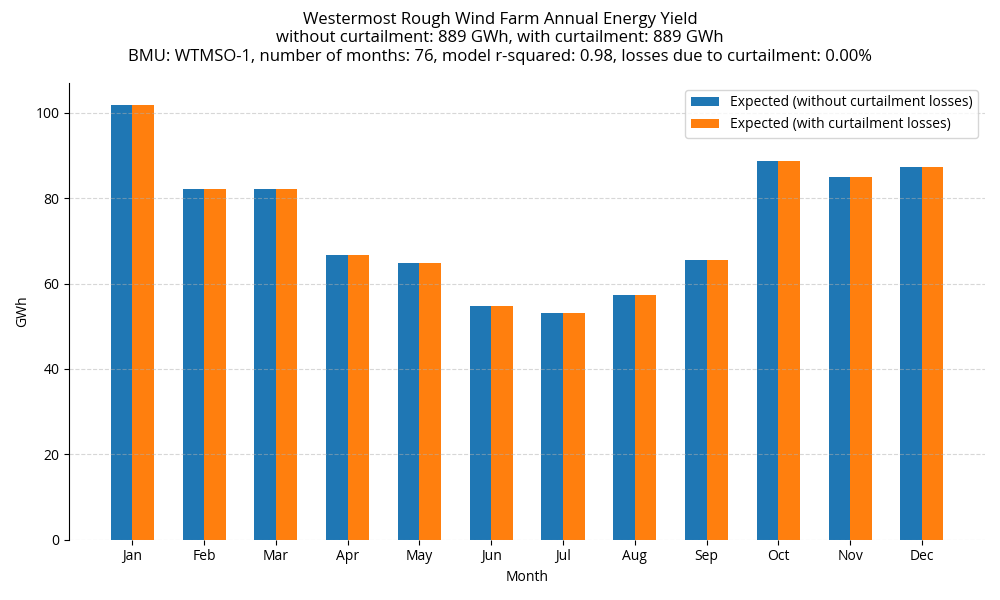 Westermost Rough Wind Farm Annual Energy Yield
without curtailment: 889 GWh, with curtailment: 889 GWh
BMU: WTMSO-1, number of months: 76, model r-squared: 0.98, losses due to curtailment: 0.00%
Expected (without curtailment losses)
Expected (with curtailment losses)
GWh
100
80
60
40
20
0
Jan Feb Mar Apr May Jun Jul Aug Sep Oct Nov Dec
Month